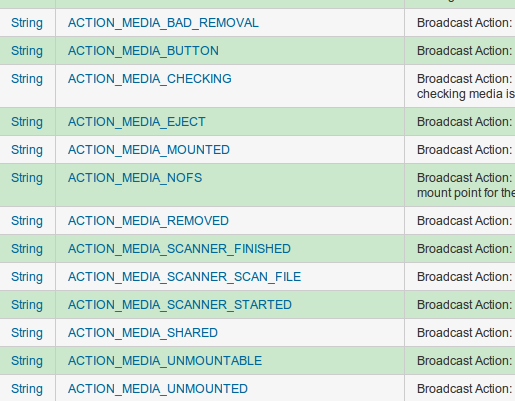 String ACTION_MEDIA_BAD_REMOVAL Broadcast Action:
String ACTION_MEDIA_BUTTON Broadcast Action:
String ACTION_MEDIA_CHECKING Broadcast Action:
checking media is
String ACTION_MEDIA_EJECT Broadcast Action:
String ACTION_MEDIA_MOUNTED Broadcast Action:
String ACTION_MEDIA_NOFS Broadcast Action:
mount point for the
String ACTION_MEDIA_REMOVED Broadcast Action:
String ACTION_MEDIA_SCANNER_FINISHED Broadcast Action:
String ACTION_MEDIA_SCANNER_SCAN_FILE Broadcast Action:
String ACTION_MEDIA_SCANNER_STARTED Broadcast Action:
String ACTION_MEDIA_SHARED Broadcast Action:
String ACTION_MEDIA_UNMOUNTABLE Broadcast Action:
String ACTION_MEDIA_UNMOUNTED Broadcast Action: